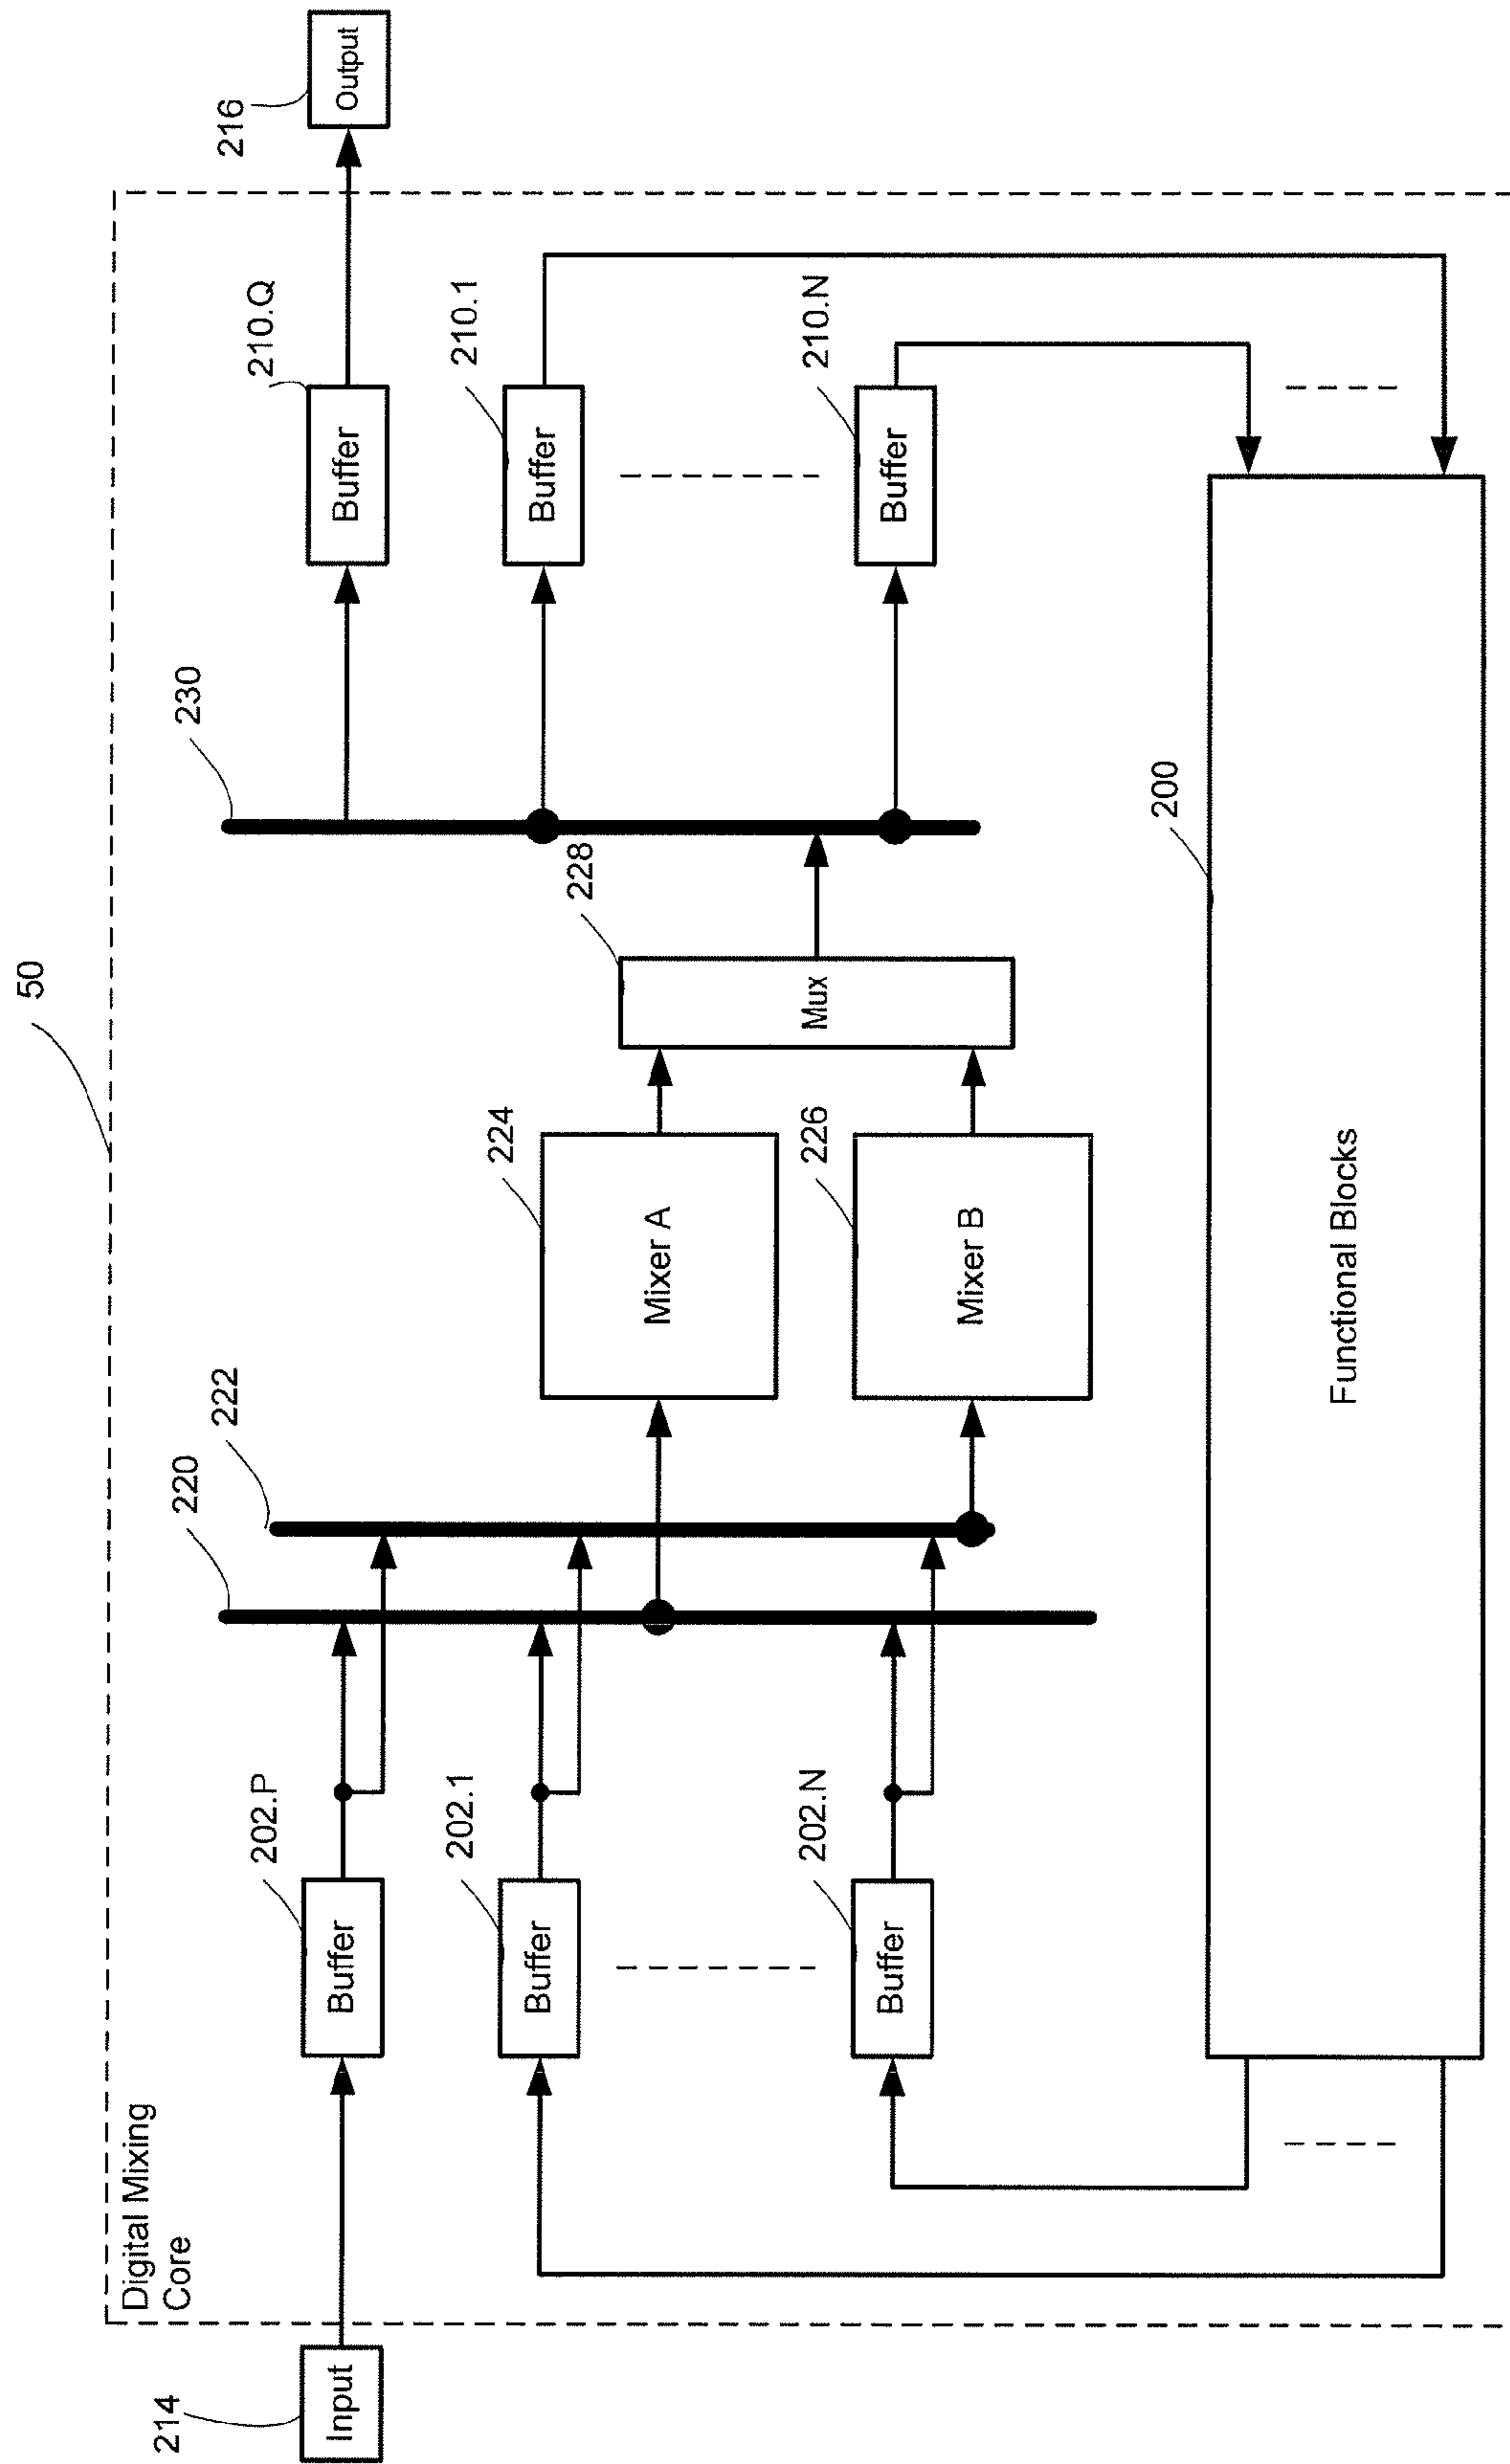 50
Digital Mixing
Core
214
Input
216
Output
202.P
Buffer
220
222
230
210.Q
Buffer
202.1
Buffer
224
Mixer A
228
Mux
210.1
Buffer
202.N
Buffer
226
Mixer B
210.N
Buffer
200
Functional Blocks